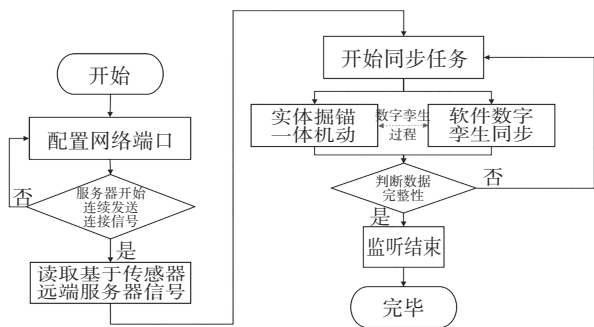 开始
配置网络端口
否
服务器开始
连续发送
连接信号
是
读取基于传感器
远端服务器信号
开始同步任务
实体掘锚
一体机动
数字孪生
过程
软件数字
孪生同步
判断数据
完整性
否
是
监听结束
完毕